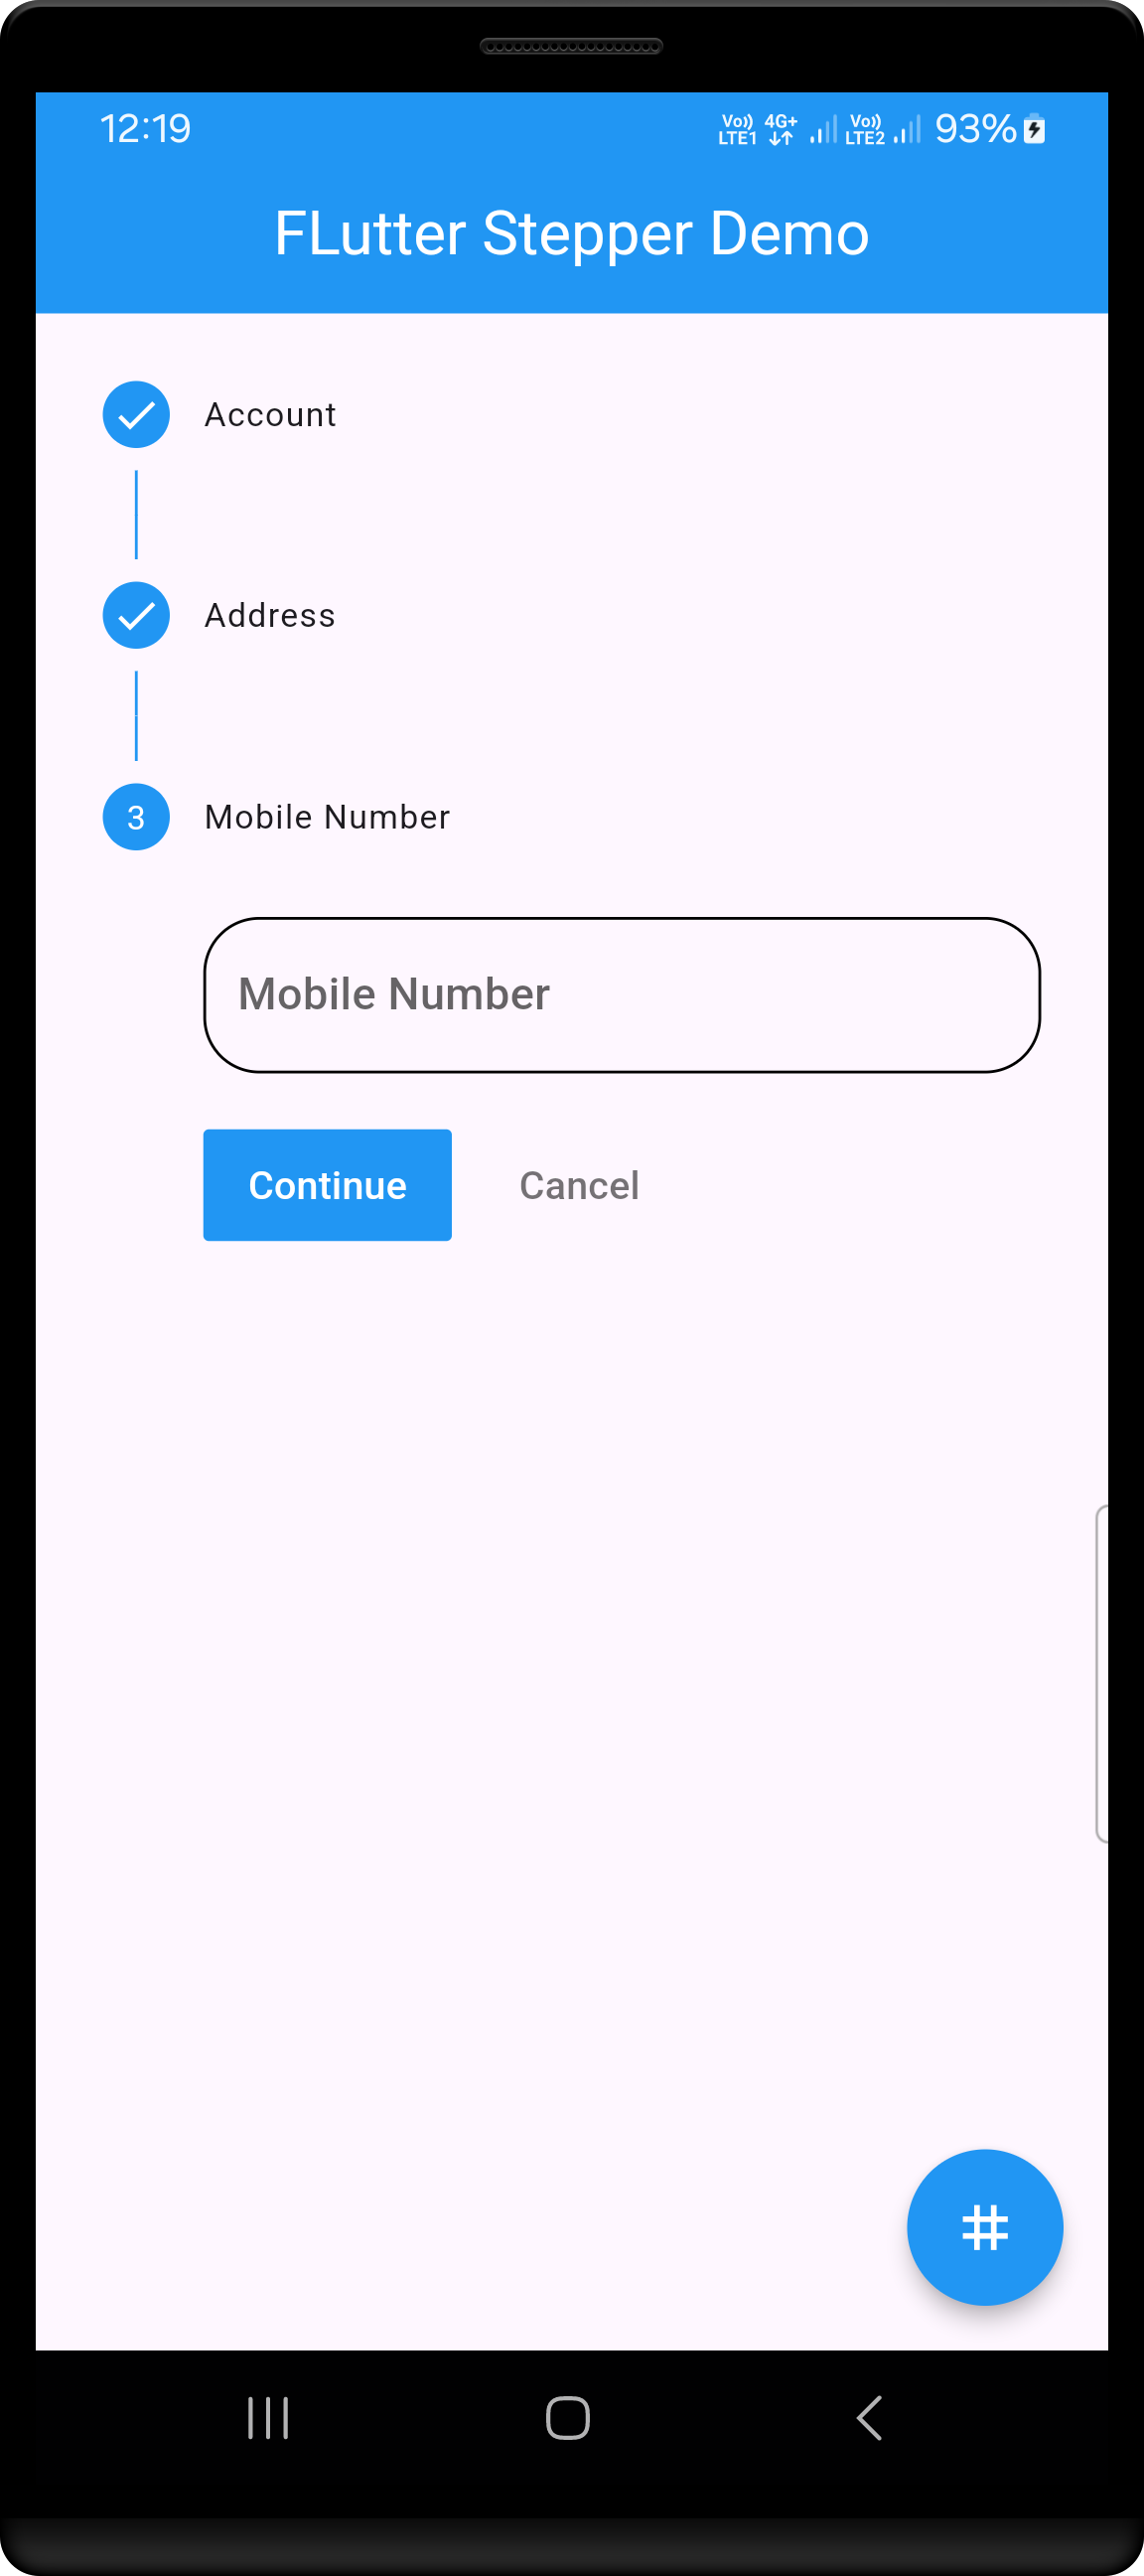 12:19 Vo)) LTE1 4G+ Vo)) LTE2 93%
FLutter Stepper Demo
Account
Address
3 Mobile Number
Mobile Number
Continue Cancel
#